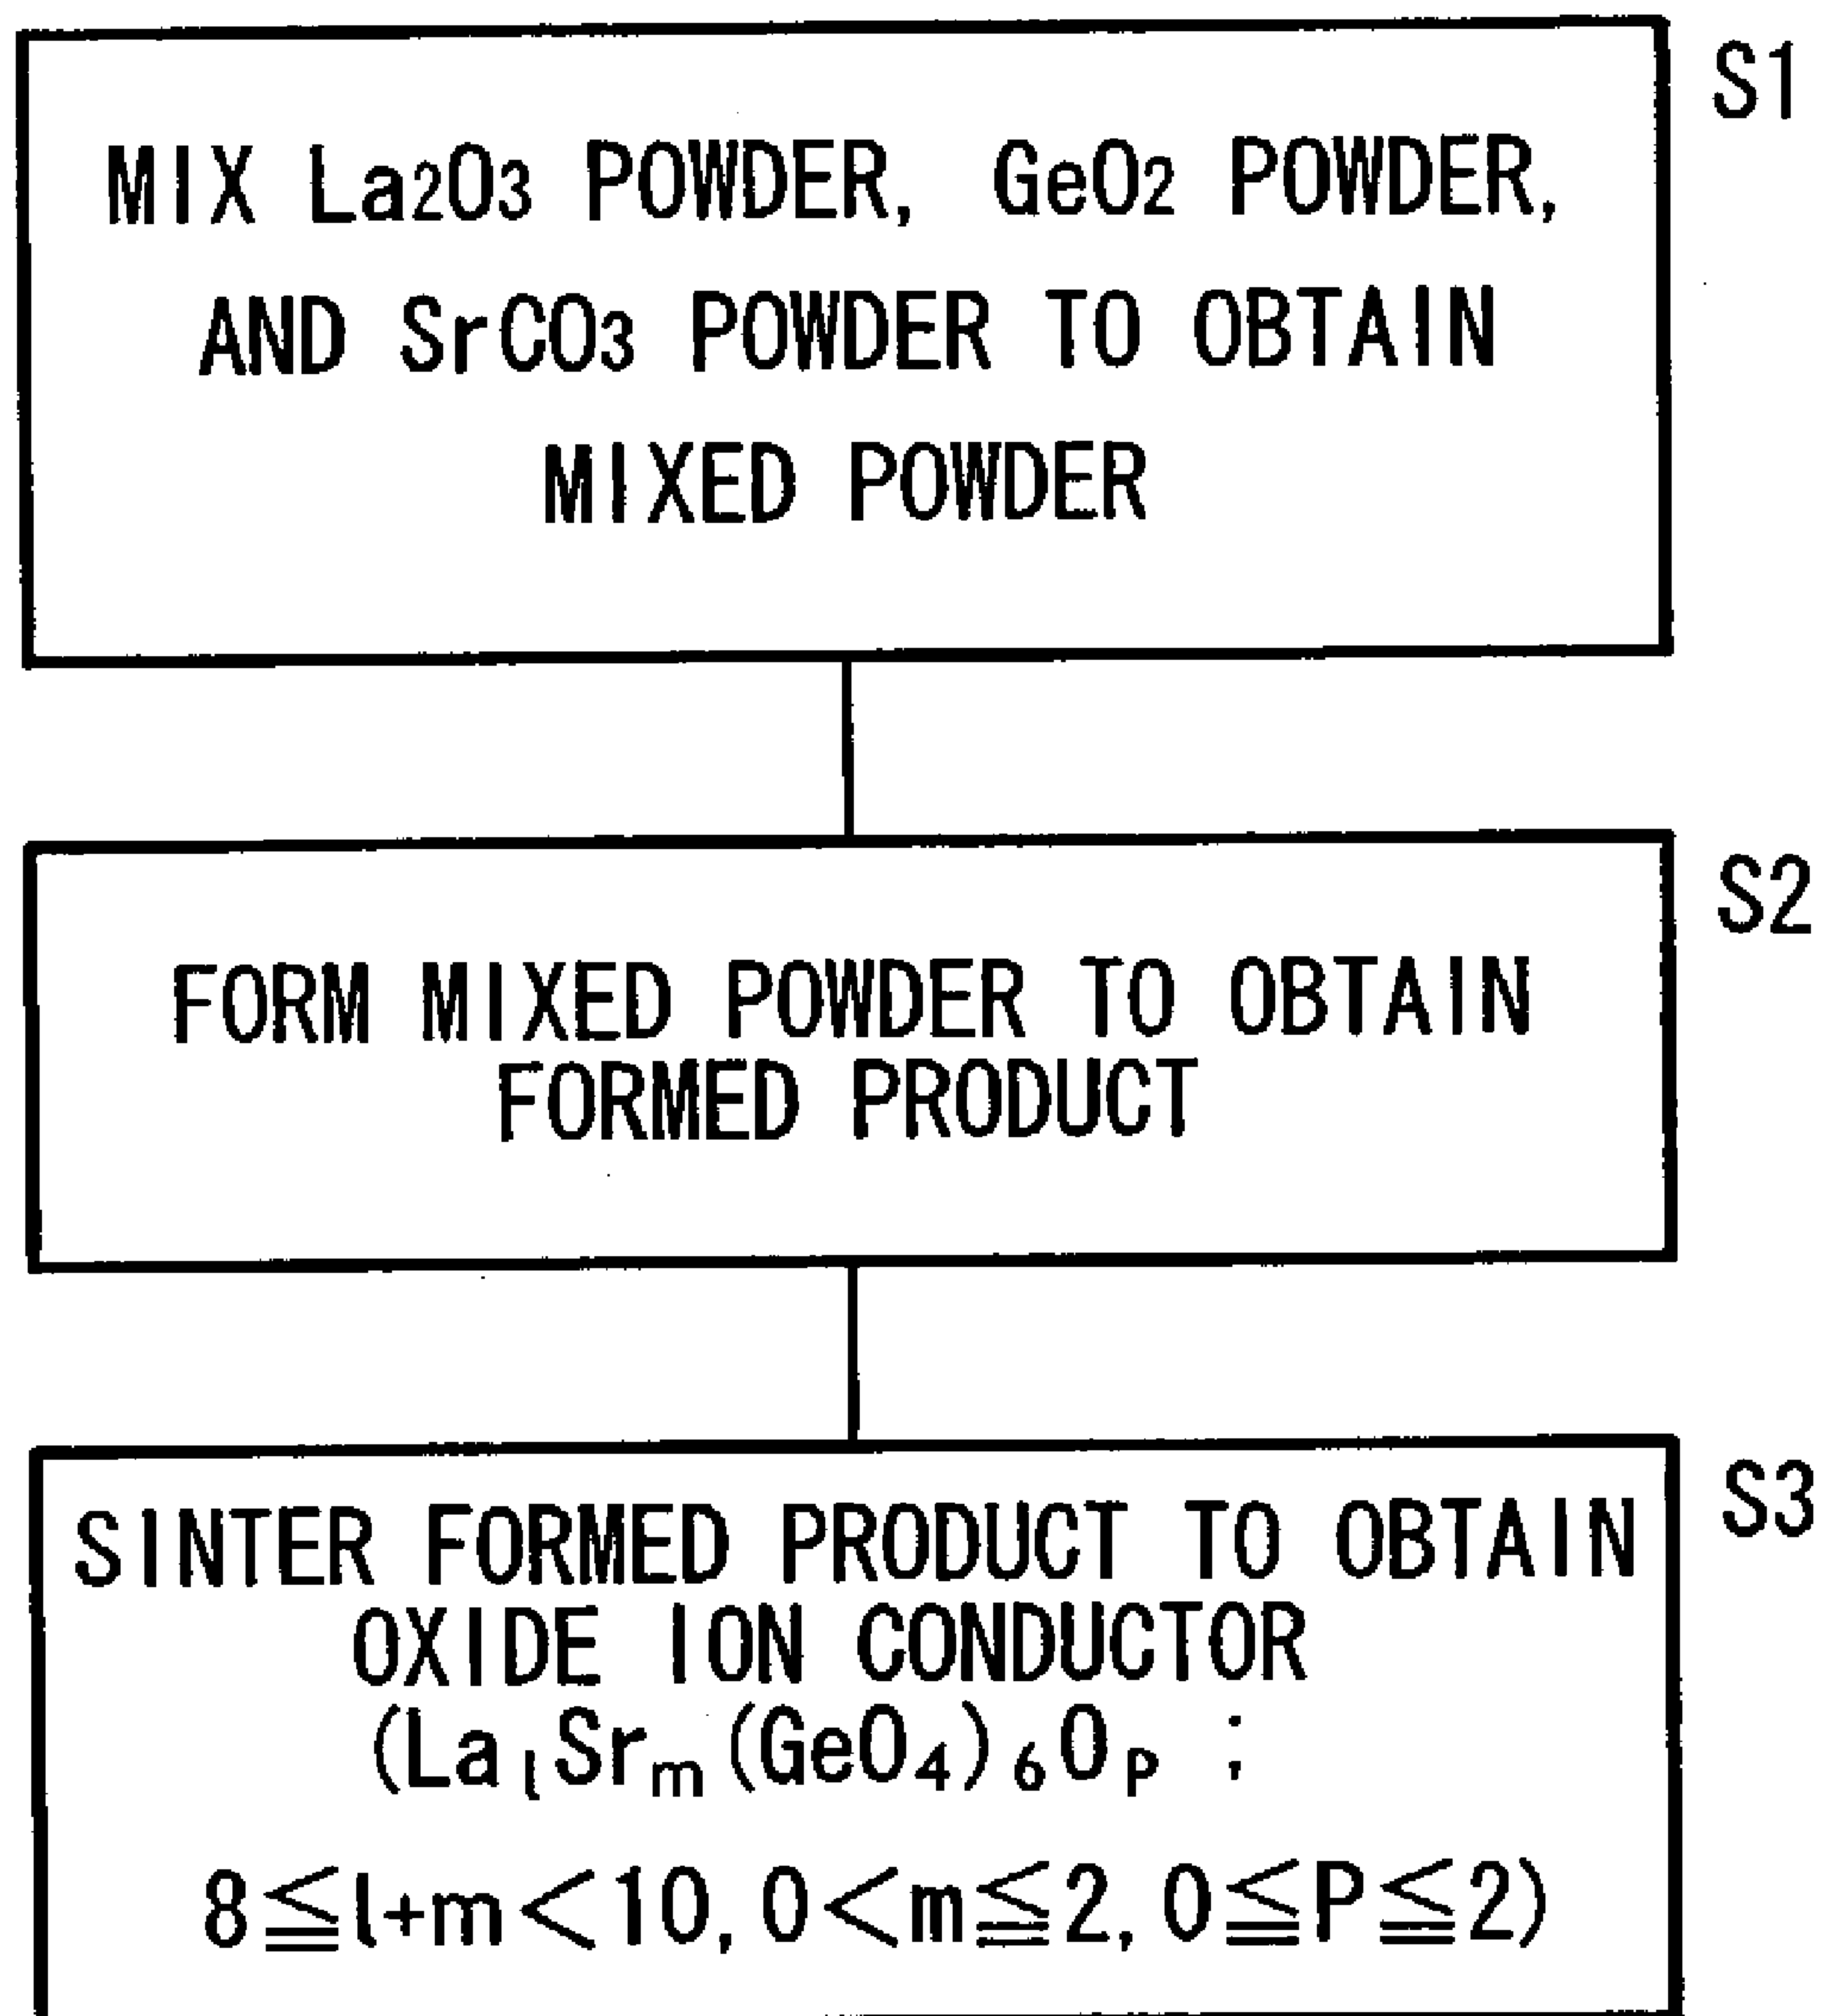 S1
MIX La2O3 POWDER, GeO2 POWDER,
AND SrCO3 POWDER TO OBTAIN
MIXED POWDER
S2
FORM MIXED POWDER TO OBTAIN
FORMED PRODUCT
S3
SINTER FORMED PRODUCT TO OBTAIN
OXIDE ION CONDUCTOR
(LalSrm(GeO4)6OP ;
8≦l+m<10, 0<m≦2, 0≦P≦2)